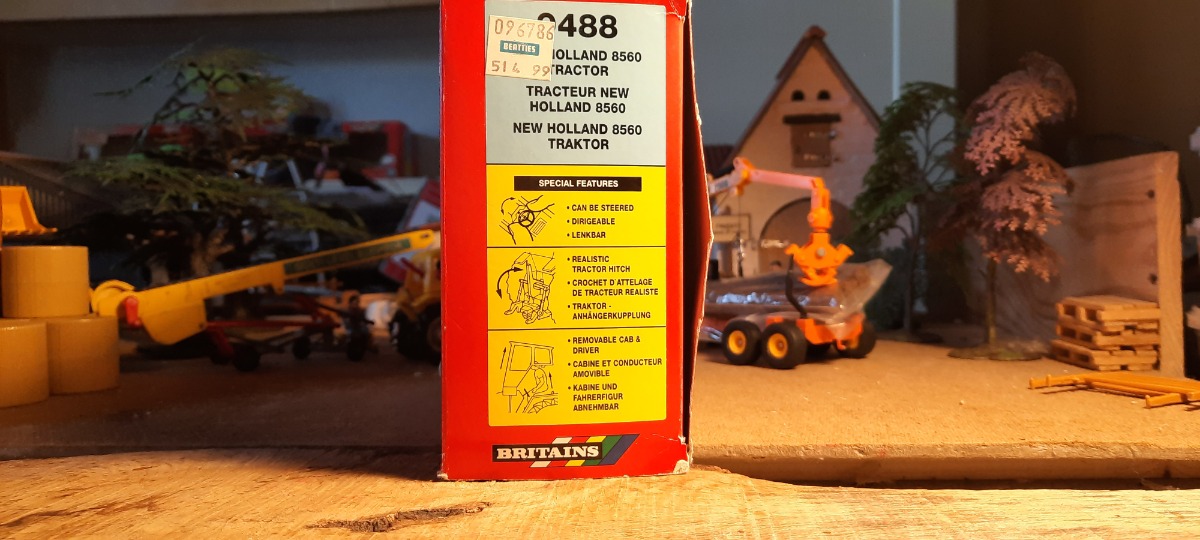 096786
BEATTIES
514 99
488
HOLLAND 8560
TRACTOR
TRACTEUR NEW
HOLLAND 8560
NEW HOLLAND 8560
TRAKTOR
SPECIAL FEATURES
• CAN BE STEERED
• DIRIGEABLE
• LENKBAR
• REALISTIC
TRACTOR HITCH
• CROCHET D'ATTELAGE
DE TRACTEUR REALISTE
• TRAKTOR -
ANHÄNGERKUPPLUNG
• REMOVABLE CAB &
DRIVER
• CABINE ET CONDUCTEUR
AMOVIBLE
• KABINE UND
FAHRERFIGUR
ABNEHMBAR
BRITAINS